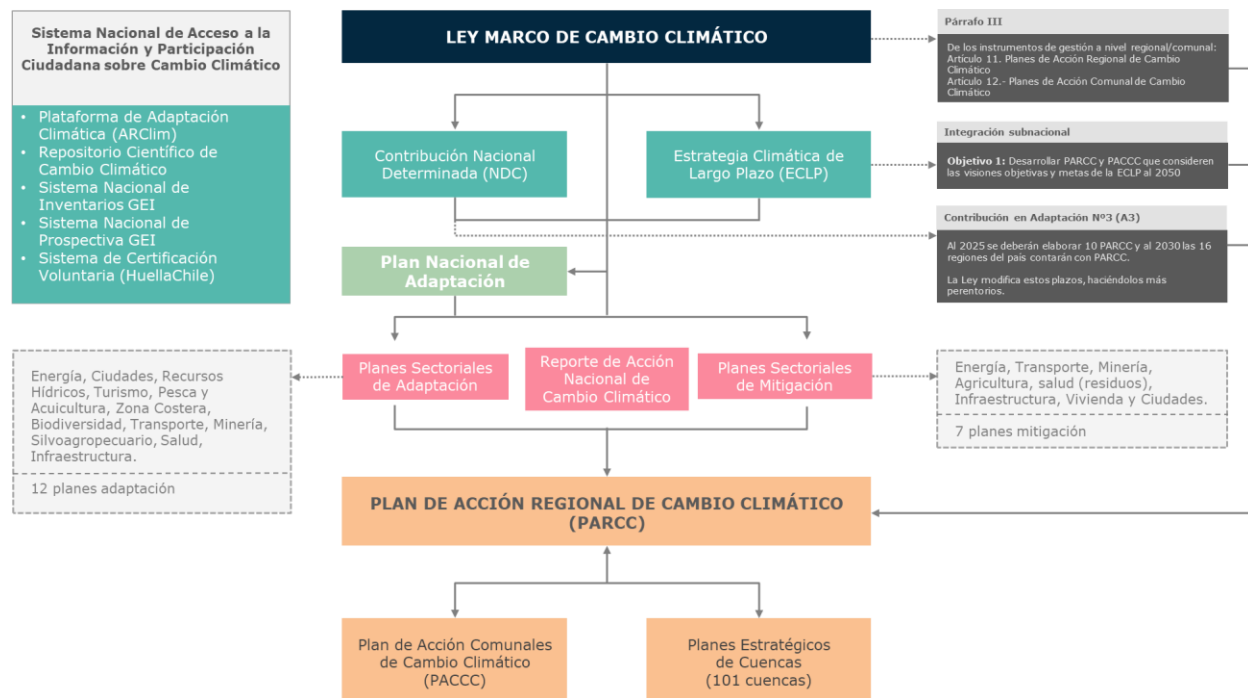 Sistema Nacional de Acceso a la
Información y Participación
Ciudadana sobre Cambio Climático
• Plataforma de Adaptación
Climática (ARClim)
• Repositorio Científico de
Cambio Climático
• Sistema Nacional de
Inventarios GEI
• Sistema Nacional de
Prospectiva GEI
• Sistema de Certificación
Voluntaria (HuellaChile)
LEY MARCO DE CAMBIO CLIMÁTICO
Párrafo III
De los instrumentos de gestión a nivel regional/comunal:
Artículo 11. Planes de Acción Regional de Cambio
Climático
Artículo 12.- Planes de Acción Comunal de Cambio
Climático
Contribución Nacional
Determinada (NDC)
Estrategia Climática de
Largo Plazo (ECLP)
Integración subnacional
Objetivo 1: Desarrollar PARCC y PACCC que consideren
las visiones objetivas y metas de la ECLP al 2050
Contribución en Adaptación Nº3 (A3)
Al 2025 se deberán elaborar 10 PARCC y al 2030 las 16
regiones del país contarán con PARCC.
La Ley modifica estos plazos, haciéndolos más
perentorios.
Plan Nacional de
Adaptación
Energía, Ciudades, Recursos
Hídricos, Turismo, Pesca y
Acuicultura, Zona Costera,
Biodiversidad, Transporte, Minería,
Silvoagropecuario, Salud,
Infraestructura.
12 planes adaptación
Planes Sectoriales
de Adaptación
Reporte de Acción
Nacional de
Cambio Climático
Planes Sectoriales
de Mitigación
Energía, Transporte, Minería,
Agricultura, salud (residuos),
Infraestructura, Vivienda y Ciudades.
7 planes mitigación
PLAN DE ACCIÓN REGIONAL DE CAMBIO CLIMÁTICO
(PARCC)
Plan de Acción Comunales
de Cambio Climático
(PACCC)
Planes Estratégicos
de Cuencas
(101 cuencas)